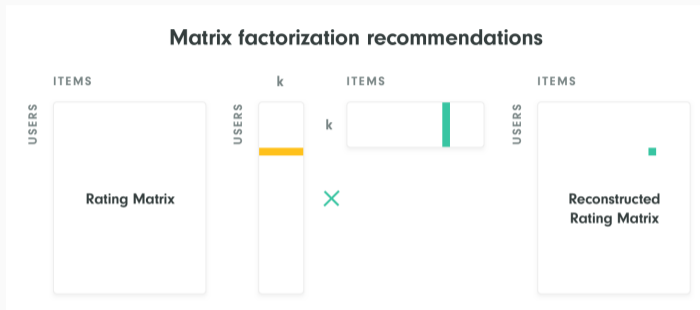 Matrix factorization recommendations
ITEMS
k
ITEMS
ITEMS
USERS
USERS
k
USERS
Rating Matrix
×
Reconstructed
Rating Matrix